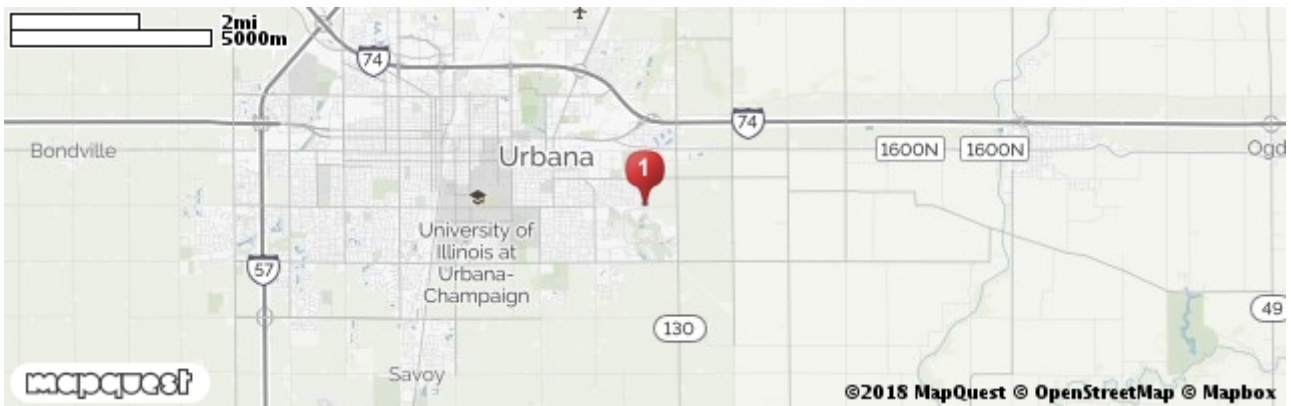 2mi
5000m
74
74
1600N
1600N
Bondville
Urbana
1
Ogd
University of
Illinois at
Urbana-
Champaign
57
49
130
Savoy
mapquest
©2018 MapQuest © OpenStreetMap © Mapbox